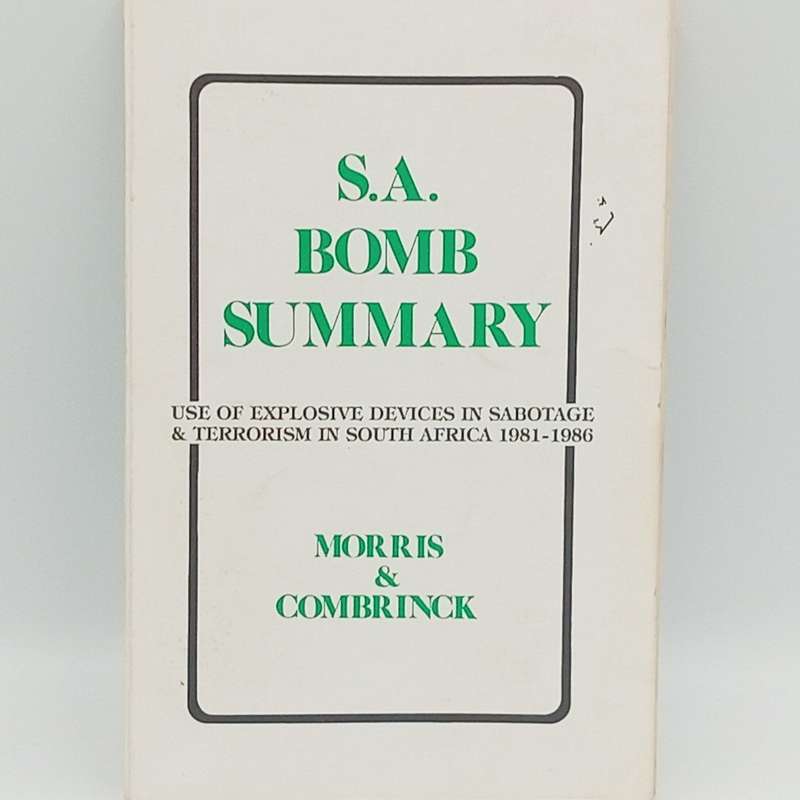 S.A.
BOMB
SUMMARY
USE OF EXPLOSIVE DEVICES IN SABOTAGE
& TERRORISM IN SOUTH AFRICA 1981-1986
MORRIS
&
COMBRINCK